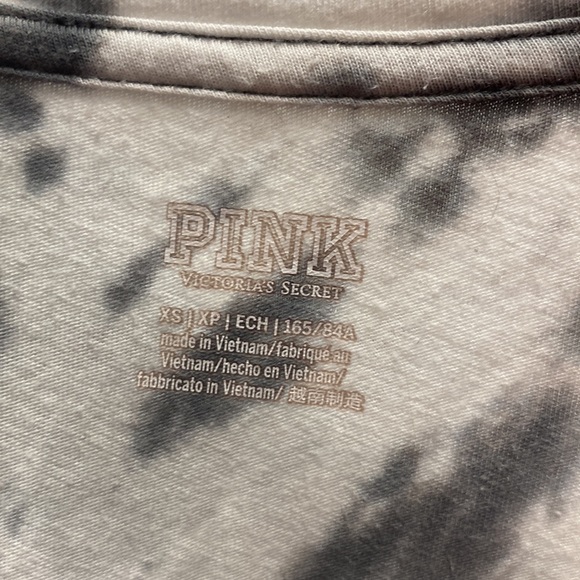 PINK
VICTORIA'S SECRET
XS | XP | ECH | 165/84A
made in Vietnam/fabriqué au
Vietnam/hecho en Vietnam/
fabbricato in Vietnam/ 越南制造